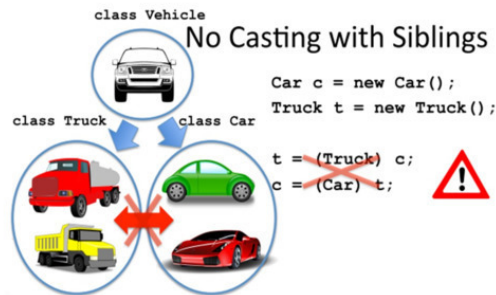 class Vehicle
No Casting with Siblings
Car c = new Car();
Truck t = new Truck();
class Truck
class Car
t = (Truck) c;
c = (Car) t;
!